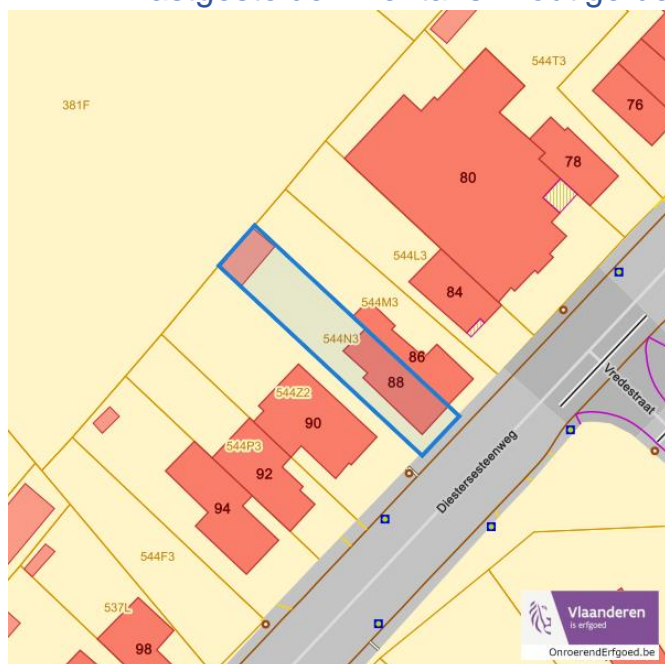 544T3
381F
76
78
80
544L3
84
544M3
544N3
86
88
Vredestraat
544Z2
90
544P3
92
Diestersesteenweg
94
544F3
537L
98
Vlaanderen
is erfgoed
OnroerendErfgoed.be